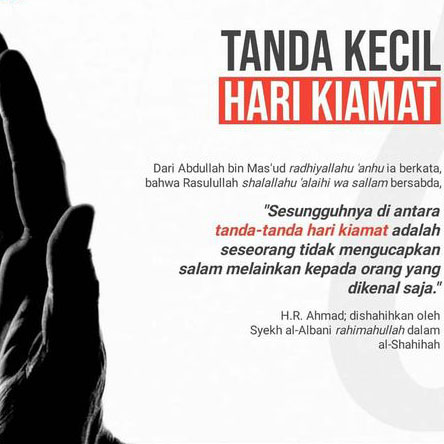 TANDA KECIL
HARI KIAMAT
Dari Abdullah bin Mas'ud radhiyallahu 'anhu ia berkata,
bahwa Rasulullah shalallahu 'alaihi wa sallam bersabda,
"Sesungguhnya di antara
tanda-tanda hari kiamat adalah
seseorang tidak mengucapkan
salam melainkan kepada orang yang
dikenal saja."
H.R. Ahmad; dishahihkan oleh
Syekh al-Albani rahimahullah dalam
al-Shahihah